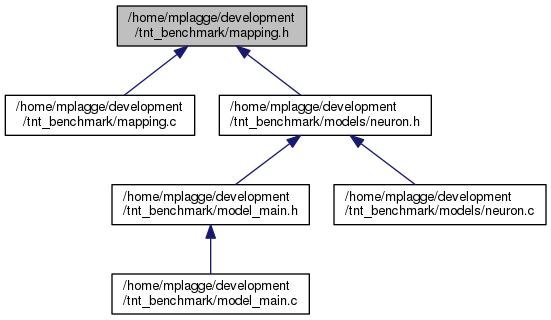 /home/mplagge/development
/tnt_benchmark/mapping.h
/home/mplagge/development
/tnt_benchmark/mapping.c
/home/mplagge/development
/tnt_benchmark/models/neuron.h
/home/mplagge/development
/tnt_benchmark/model_main.h
/home/mplagge/development
/tnt_benchmark/models/neuron.c
/home/mplagge/development
/tnt_benchmark/model_main.c